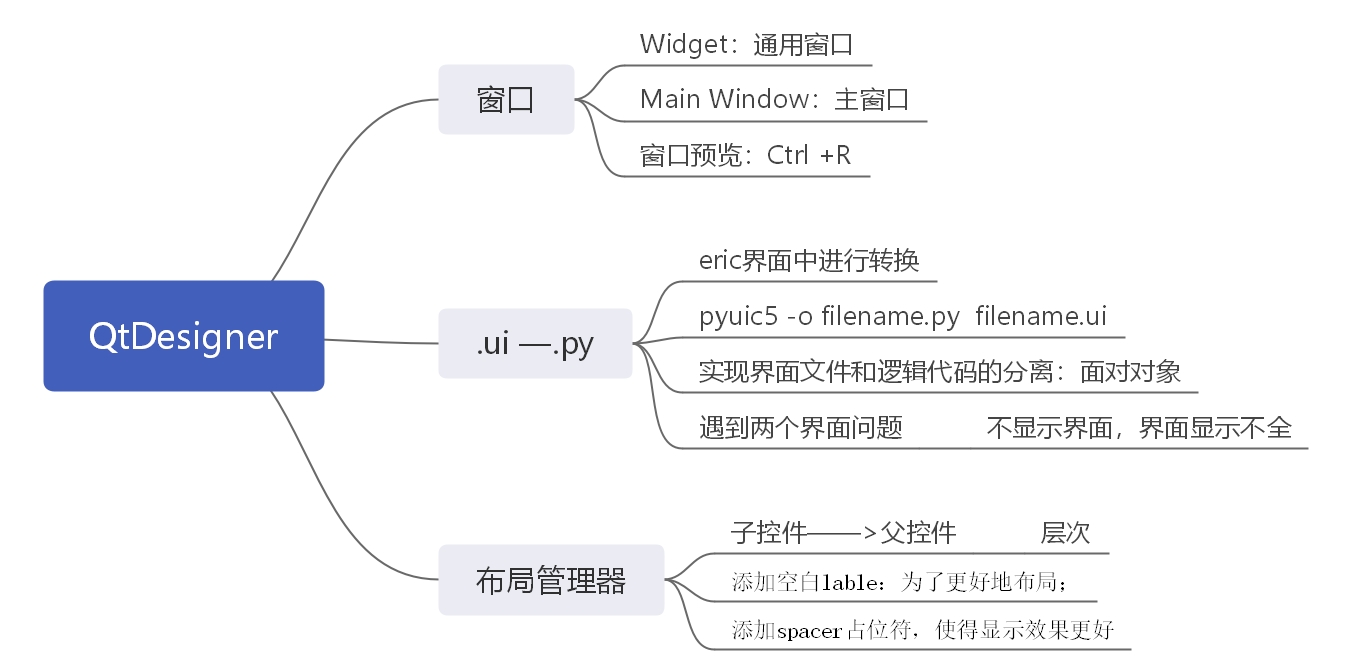 窗口
Widget：通用窗口
Main Window：主窗口
窗口预览：Ctrl +R
QtDesigner
.ui —.py
eric界面中进行转换
pyuic5 -o filename.py  filename.ui
实现界面文件和逻辑代码的分离：面对对象
遇到两个界面问题
不显示界面，界面显示不全
布局管理器
子控件——>父控件
层次
添加空白lable：为了更好地布局；
添加spacer占位符，使得显示效果更好